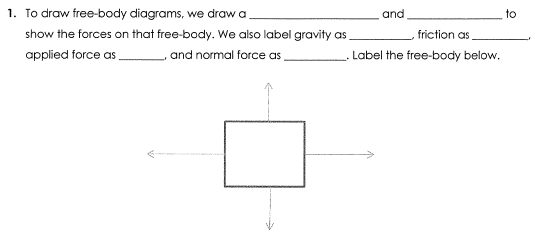 1. To draw free-body diagrams, we draw a ____________________ and _______________ to
show the forces on that free-body. We also label gravity as __________, friction as _________,
applied force as _______, and normal force as __________. Label the free-body below.